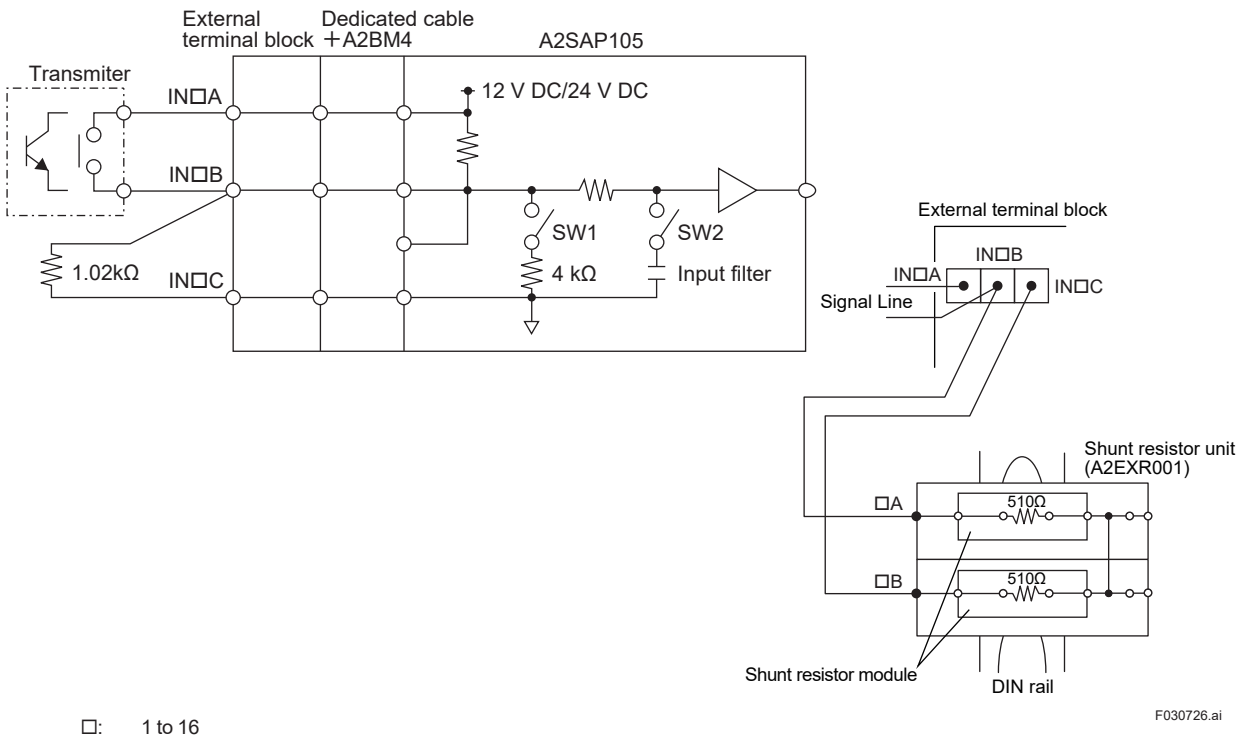 External terminal block
Dedicated cable
＋A2BM4
A2SAP105
Transmiter
IN□A
12 V DC/24 V DC
IN□B
SW1
SW2
1.02kΩ
IN□C
4 kΩ
Input filter
External terminal block
IN□B
IN□A
IN□C
Signal Line
Shunt resistor unit
(A2EXR001)
□A
510Ω
□B
510Ω
Shunt resistor module
DIN rail
□: 1 to 16
F030726.ai